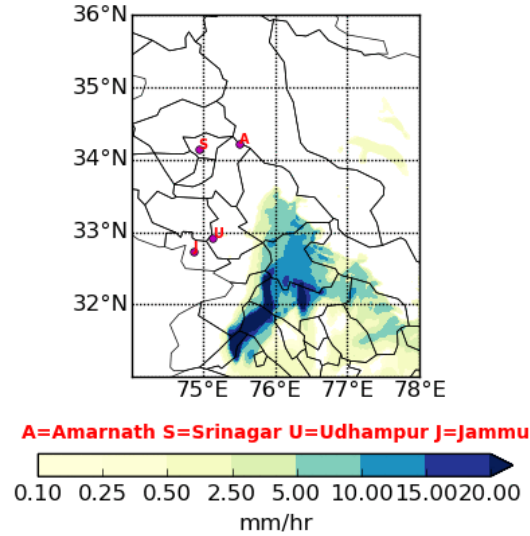 36°N
35°N
34°N
33°N
32°N
S
A
U
J
75°E 76°E 77°E 78°E
A=Amarnath S=Srinagar U=Udhampur J=Jammu
0.10 0.25 0.50 2.50 5.00 10.00 15.00 20.00
mm/hr